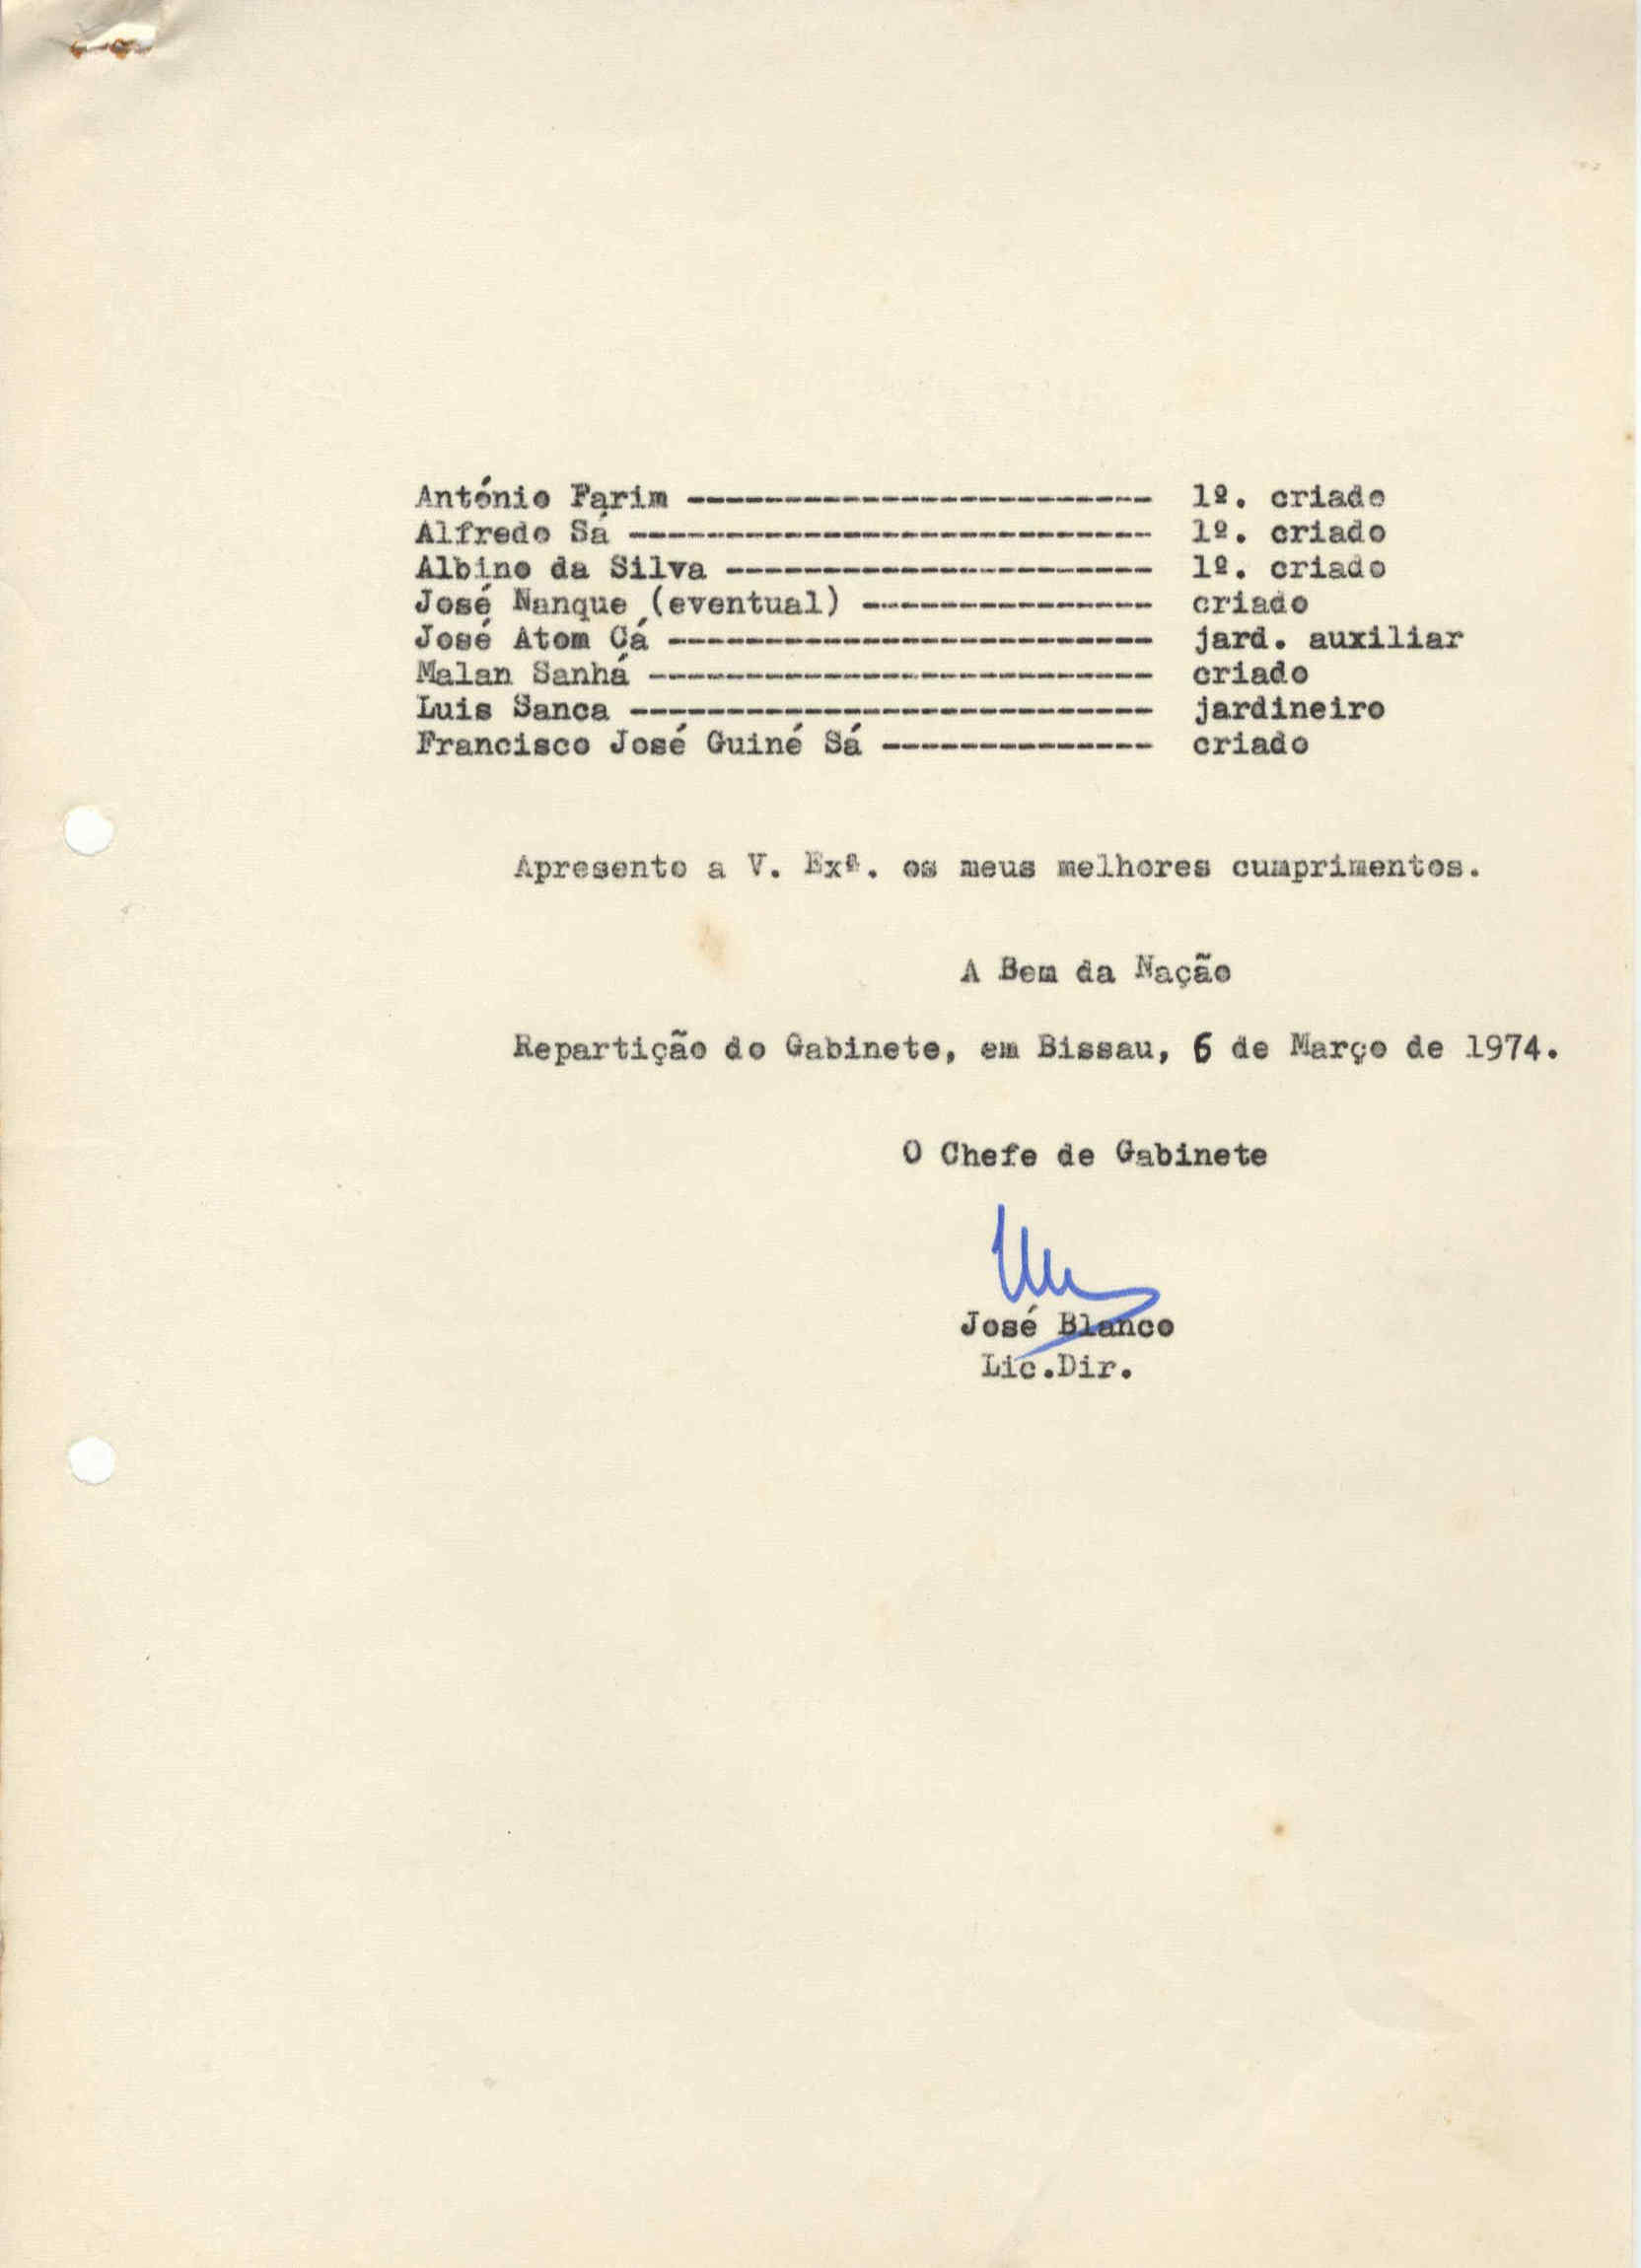 António Farim ------------------------ 1º. criado
Alfredo Sá --------------------------- 1º. criado
Albino da Silva ---------------------- 1º. criado
José Nanque (eventual) --------------- criado
José Atom Cá ------------------------- jard. auxiliar
Malan Sanhá -------------------------- criado
Luis Sanca --------------------------- jardineiro
Francisco José Guiné Sá -------------- criado
Apresento a V. Exª. os meus melhores cumprimentos.
A Bem da Nação
Repartição do Gabinete, em Bissau, 6 de Março de 1974.
O Chefe de Gabinete
José Blanco
Lic.Dir.